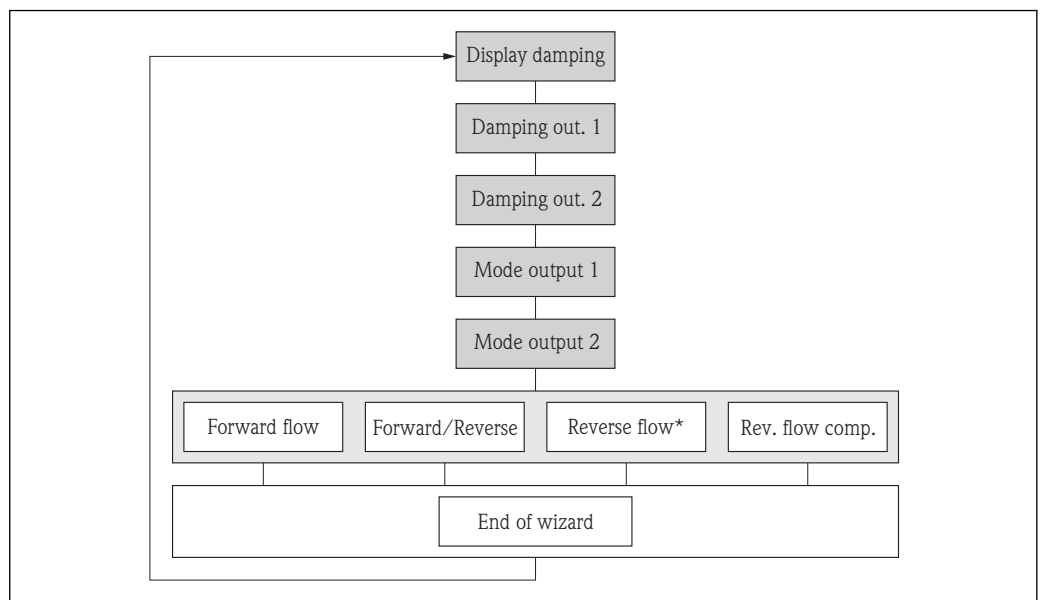 Display damping
Damping out. 1
Damping out. 2
Mode output 1
Mode output 2
Forward flow
Forward/Reverse
Reverse flow*
Rev. flow comp.
End of wizard